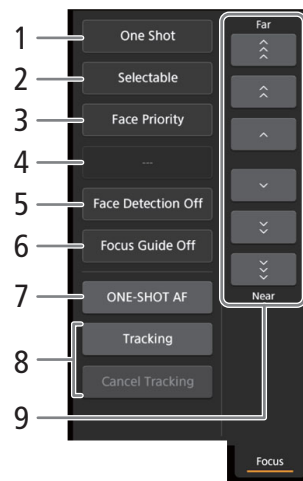 1 One Shot
2 Selectable
3 Face Priority
4 ---
5 Face Detection Off
6 Focus Guide Off
7 ONE-SHOT AF
8 Tracking
Cancel Tracking
9
Far
Near
Focus